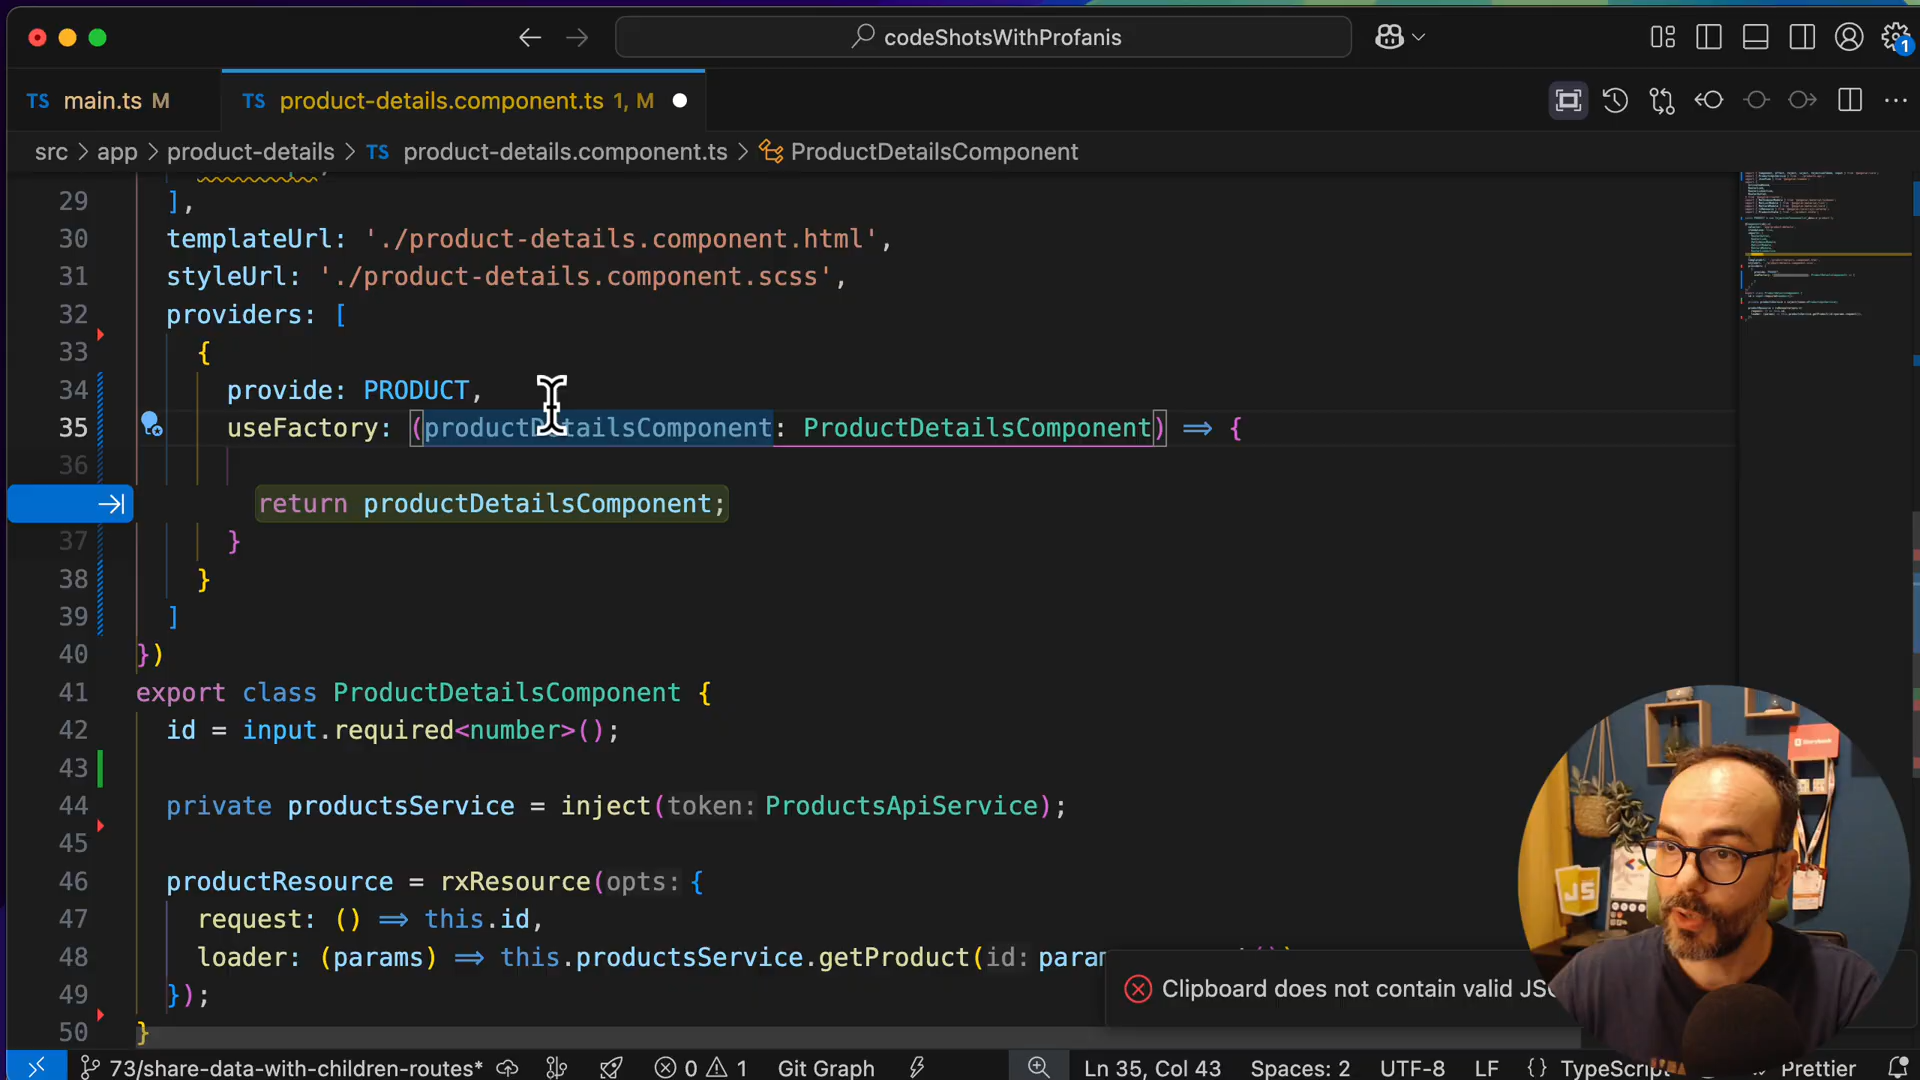 codeShotsWithProfanis
1
TS main.ts M
TS product-details.component.ts 1, M
src > app > product-details > TS product-details.component.ts > ProductDetailsComponent
29 ],
30 templateUrl: './product-details.component.html',
31 styleUrl: './product-details.component.scss',
32 providers: [
33 {
34 provide: PRODUCT,
35 useFactory: (productDetailsComponent: ProductDetailsComponent) => {
36
return productDetailsComponent;
37 }
38 }
39 ]
40 })
41 export class ProductDetailsComponent {
42 id = input.required<number>();
43
44 private productsService = inject(token: ProductsApiService);
45
46 productResource = rxResource(opts: {
47 request: () => this.id,
48 loader: (params) => this.productsService.getProduct(id:
49 });
50 }
Clipboard does not contain valid
73/share-data-with-children-routes* 0 1 Git Graph Ln 35, Col 43 Spaces: 2 UTF-8 LF {} TypeScript Prettier
JS